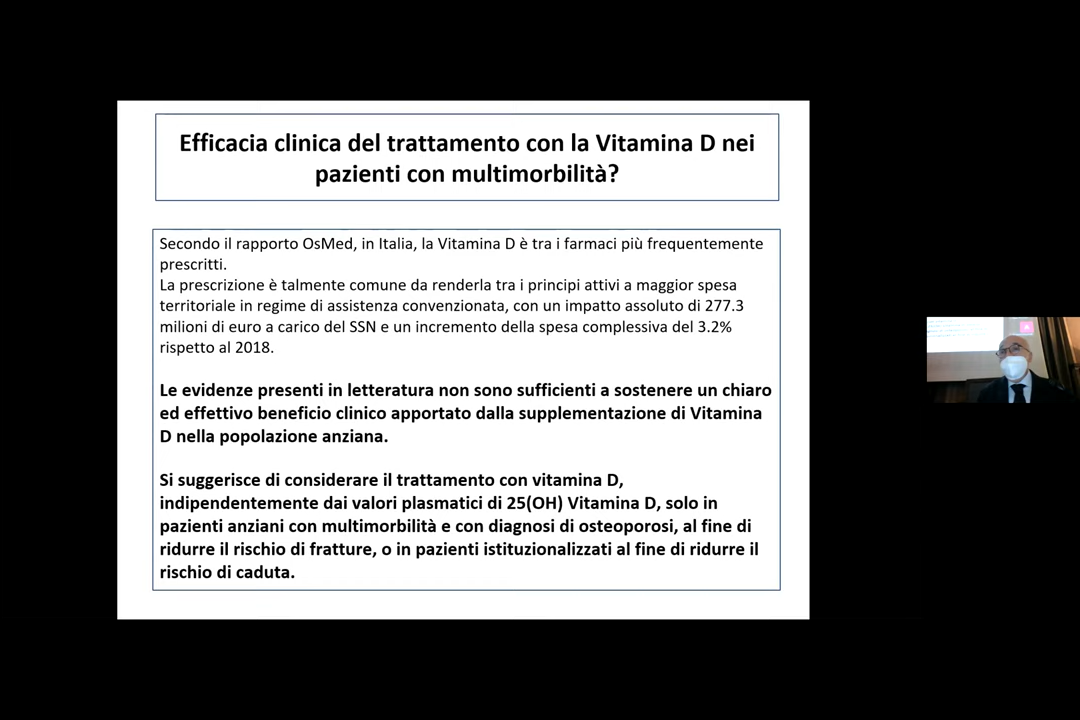 Efficacia clinica del trattamento con la Vitamina D nei
pazienti con multimorbilità?
Secondo il rapporto OsMed, in Italia, la Vitamina D è tra i farmaci più frequentemente
prescritti.
La prescrizione è talmente comune da renderla tra i principi attivi a maggior spesa
territoriale in regime di assistenza convenzionata, con un impatto assoluto di 277.3
milioni di euro a carico del SSN e un incremento della spesa complessiva del 3.2%
rispetto al 2018.
Le evidenze presenti in letteratura non sono sufficienti a sostenere un chiaro
ed effettivo beneficio clinico apportato dalla supplementazione di Vitamina
D nella popolazione anziana.
Si suggerisce di considerare il trattamento con vitamina D,
indipendentemente dai valori plasmatici di 25(OH) Vitamina D, solo in
pazienti anziani con multimorbilità e con diagnosi di osteoporosi, al fine di
ridurre il rischio di fratture, o in pazienti istituzionalizzati al fine di ridurre il
rischio di caduta.